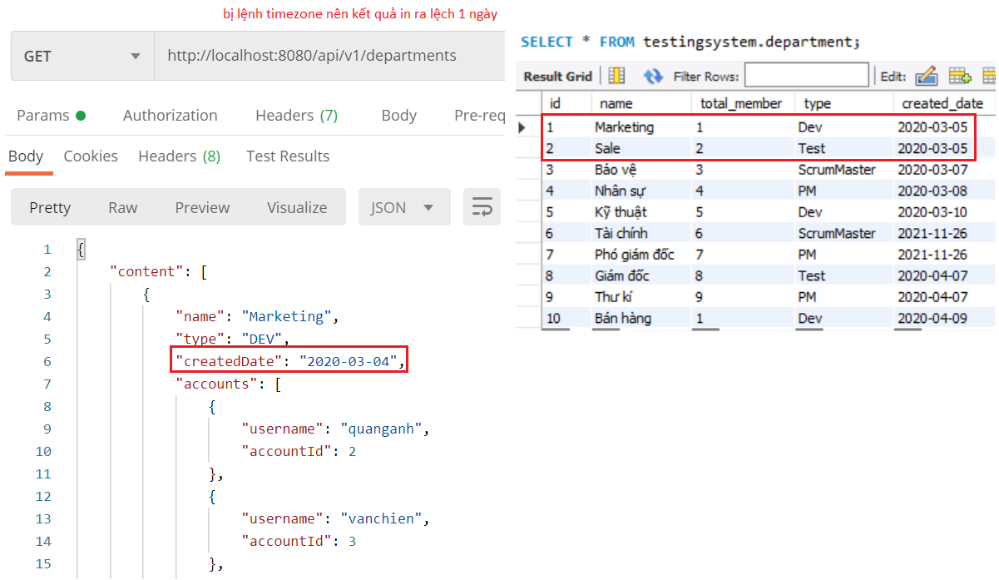 bị lệnh timezone nên kết quả in ra lệch 1 ngày
GET http://localhost:8080/api/v1/departments
Params Authorization Headers (7) Body Pre-req
Body Cookies Headers (8) Test Results
Pretty Raw Preview Visualize JSON
1 {
2 "content": [
3 {
4 "name": "Marketing",
5 "type": "DEV",
6 "createdDate": "2020-03-04",
7 "accounts": [
8 {
9 "username": "quanganh",
10 "accountId": 2
11 },
12 {
13 "username": "vanchien",
14 "accountId": 3
15 },
SELECT * FROM testingsystem.department;
Result Grid Filter Rows: Edit:
id name total_member type created_date
1 Marketing 1 Dev 2020-03-05
2 Sale 2 Test 2020-03-05
3 Bảo vệ 3 ScrumMaster 2020-03-07
4 Nhân sự 4 PM 2020-03-08
5 Kỹ thuật 5 Dev 2020-03-10
6 Tài chính 6 ScrumMaster 2021-11-26
7 Phó giám đốc 7 PM 2021-11-26
8 Giám đốc 8 Test 2020-04-07
9 Thư kí 9 PM 2020-04-07
10 Bán hàng 1 Dev 2020-04-09